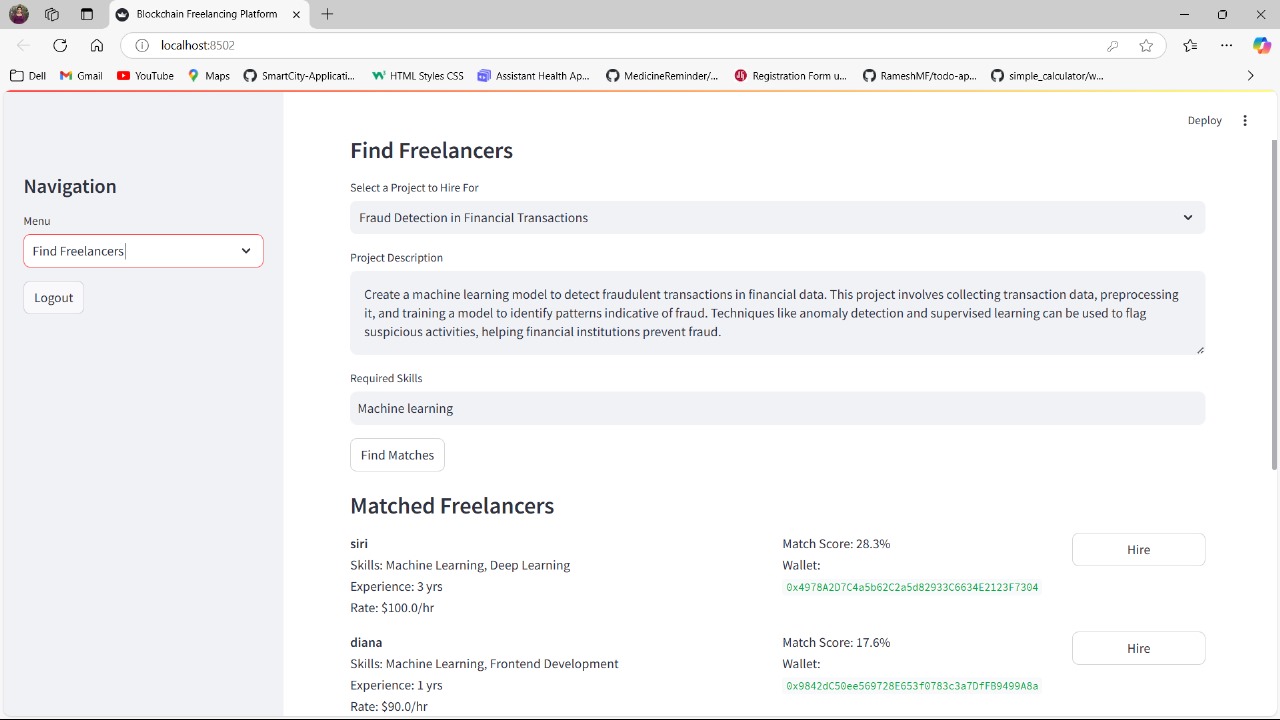 Blockchain Freelancing Platform
localhost:8502
Dell
Gmail
YouTube
Maps
SmartCity-Applicati...
HTML Styles CSS
Assistant Health Ap...
MedicineReminder/...
Registration Form u...
RameshMF/todo-ap...
simple_calculator/w...
Deploy
Navigation
Menu
Find Freelancers
Logout
Find Freelancers
Select a Project to Hire For
Fraud Detection in Financial Transactions
Project Description
Create a machine learning model to detect fraudulent transactions in financial data. This project involves collecting transaction data, preprocessing
it, and training a model to identify patterns indicative of fraud. Techniques like anomaly detection and supervised learning can be used to flag
suspicious activities, helping financial institutions prevent fraud.
Required Skills
Machine learning
Find Matches
Matched Freelancers
siri
Skills: Machine Learning, Deep Learning
Experience: 3 yrs
Rate: $100.0/hr
Match Score: 28.3%
Wallet:
0x4978A2D7C4a5b62C2a5d82933C6634E2123F7304
Hire
diana
Skills: Machine Learning, Frontend Development
Experience: 1 yrs
Rate: $90.0/hr
Match Score: 17.6%
Wallet:
0x9842dC50ee569728E653f0783c3a7DfFB9499A8a
Hire